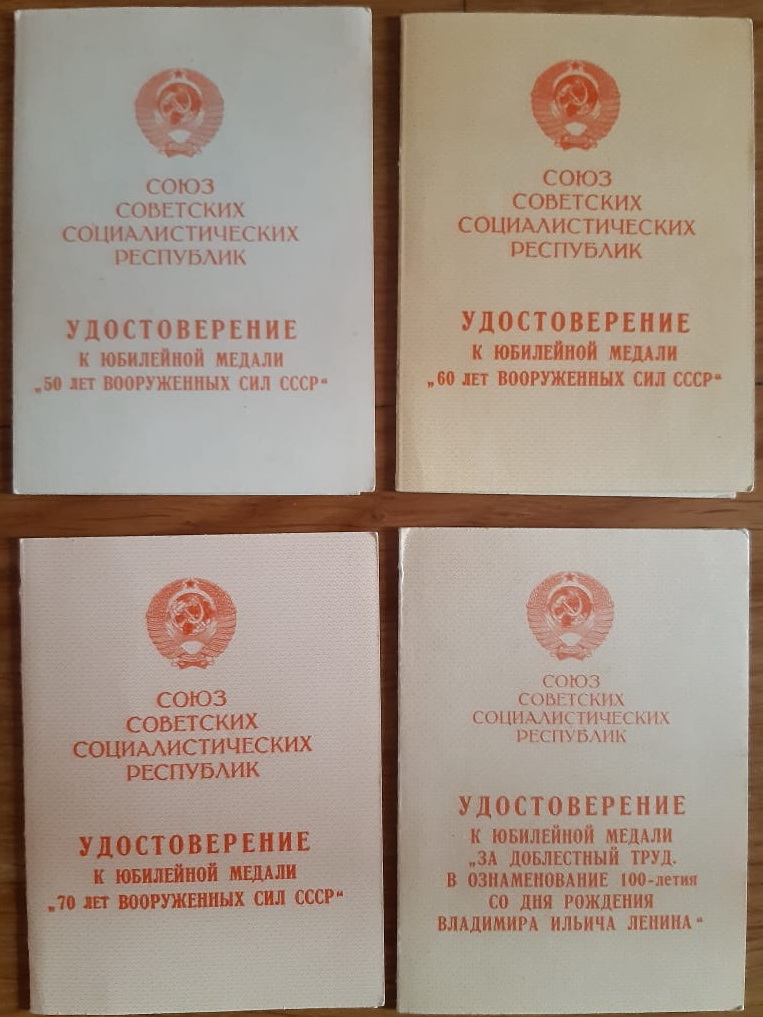 СОЮЗ
СОВЕТСКИХ
СОЦИАЛИСТИЧЕСКИХ
РЕСПУБЛИК
УДОСТОВЕРЕНИЕ
К ЮБИЛЕЙНОЙ МЕДАЛИ
„50 ЛЕТ ВООРУЖЕННЫХ СИЛ СССР“
СОЮЗ
СОВЕТСКИХ
СОЦИАЛИСТИЧЕСКИХ
РЕСПУБЛИК
УДОСТОВЕРЕНИЕ
К ЮБИЛЕЙНОЙ МЕДАЛИ
„60 ЛЕТ ВООРУЖЕННЫХ СИЛ СССР“
СОЮЗ
СОВЕТСКИХ
СОЦИАЛИСТИЧЕСКИХ
РЕСПУБЛИК
УДОСТОВЕРЕНИЕ
К ЮБИЛЕЙНОЙ МЕДАЛИ
„70 ЛЕТ ВООРУЖЕННЫХ СИЛ СССР“
СОЮЗ
СОВЕТСКИХ
СОЦИАЛИСТИЧЕСКИХ
РЕСПУБЛИК
УДОСТОВЕРЕНИЕ
К ЮБИЛЕЙНОЙ МЕДАЛИ
„ЗА ДОБЛЕСТНЫЙ ТРУД.
В ОЗНАМЕНОВАНИЕ 100-летия
СО ДНЯ РОЖДЕНИЯ
ВЛАДИМИРА ИЛЬИЧА ЛЕНИНА“